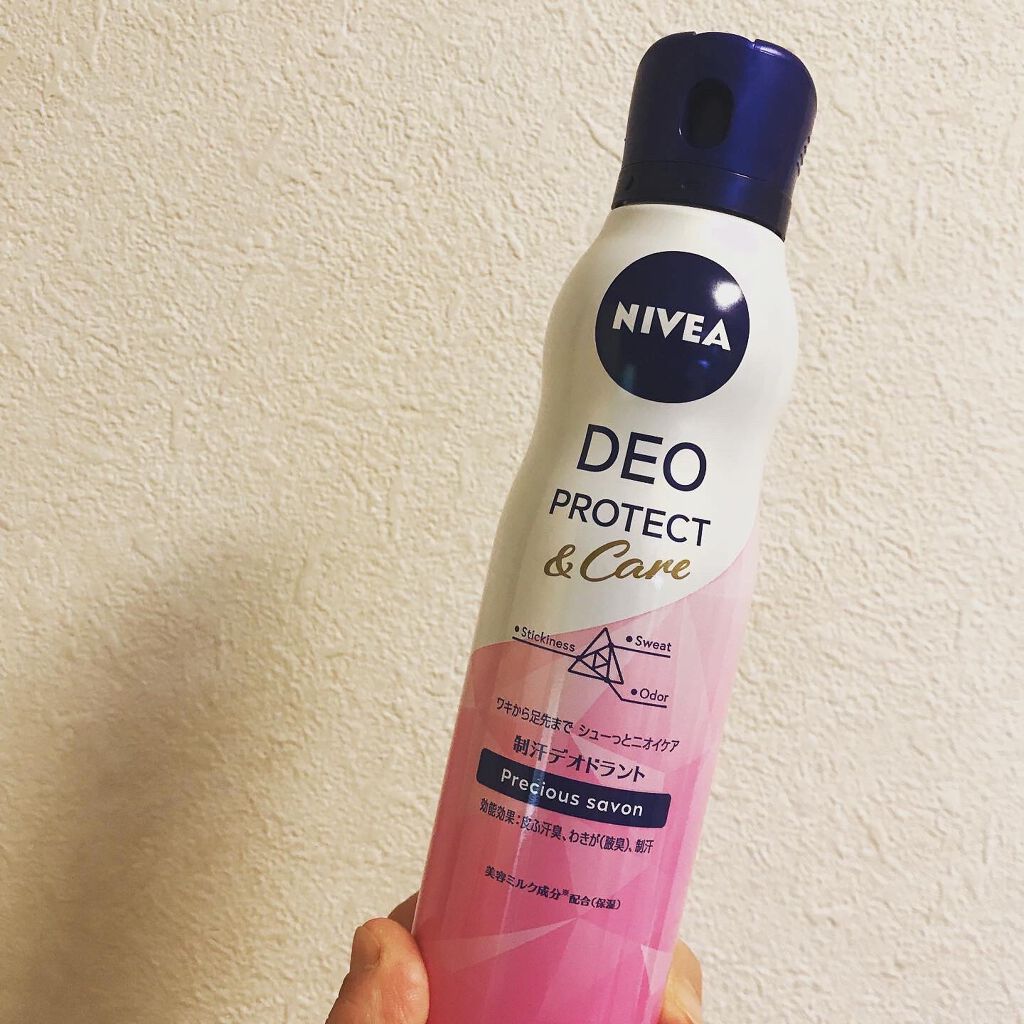 NIVEA
DEO
PROTECT
& Care
Stickiness
Sweat
Odor
ワキから足先まで シューっとニオイケア
制汗デオドラント
Precious savon
効能効果：皮ふ汗臭、わきが（腋臭）、制汗
美容ミルク成分※配合（保湿）